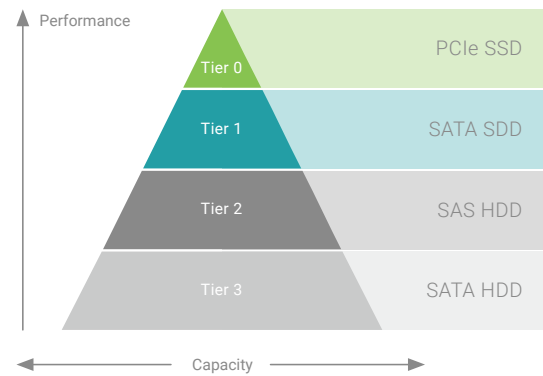 Performance
Tier 0
PCIe SSD
Tier 1
SATA SDD
Tier 2
SAS HDD
Tier 3
SATA HDD
Capacity